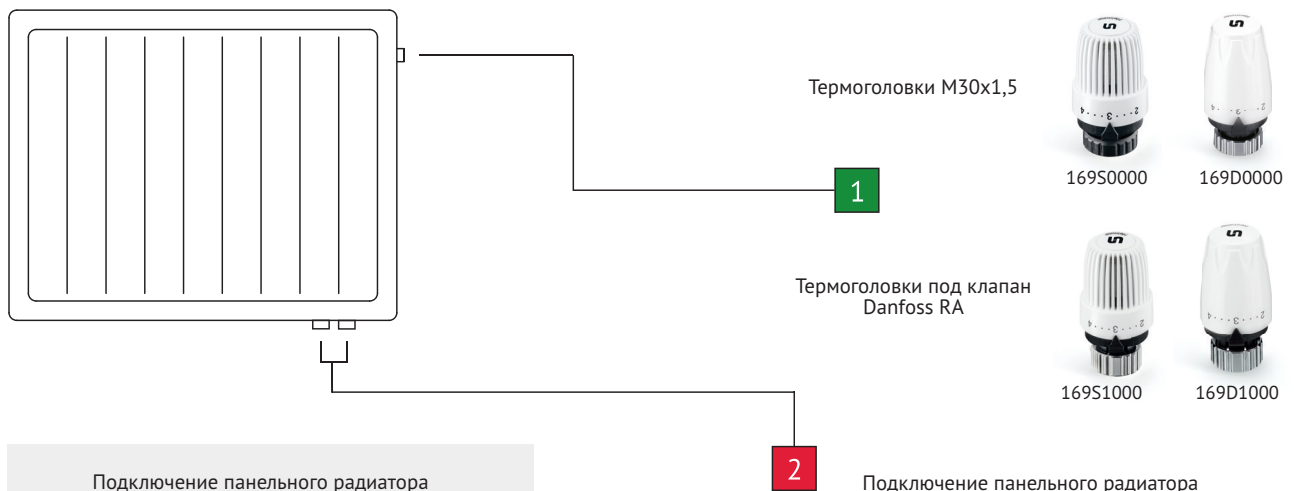 Термоголовки М30х1,5
169S0000
169D0000
1
Термоголовки под клапан
Danfoss RA
169S1000
169D1000
2
Подключение панельного радиатора
Подключение панельного радиатора